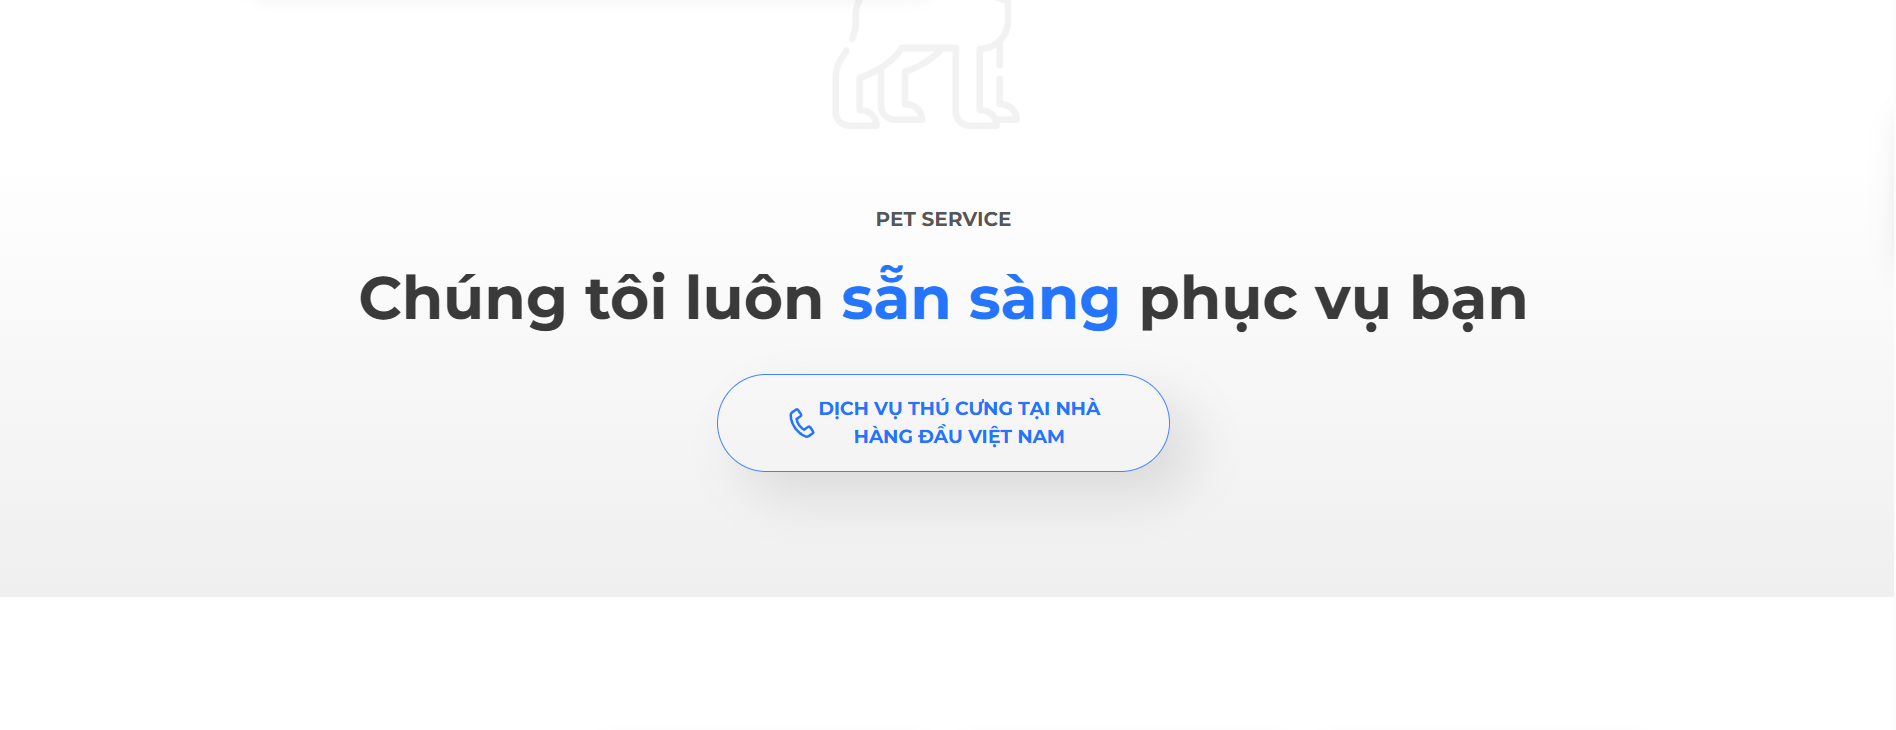 PET SERVICE
Chúng tôi luôn sẵn sàng phục vụ bạn
DỊCH VỤ THÚ CƯNG TẠI NHÀ
HÀNG ĐẦU VIỆT NAM